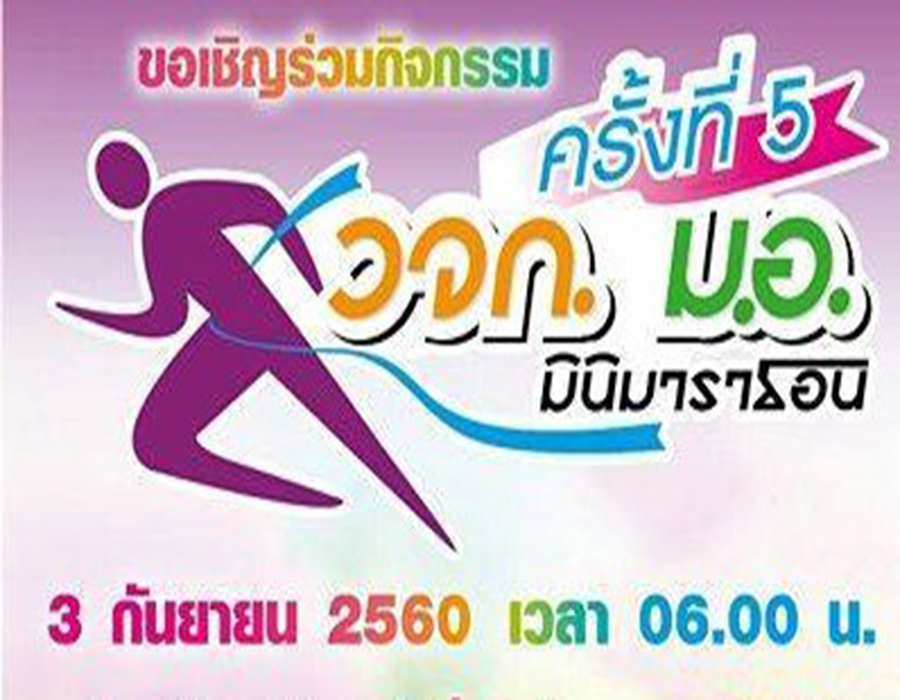 ขอเชิญร่วมกิจกรรม
ครั้งที่ 5
วจก. ม.อ.
มินิมาราธอน
3 กันยายน 2560 เวลา 06.00 น.